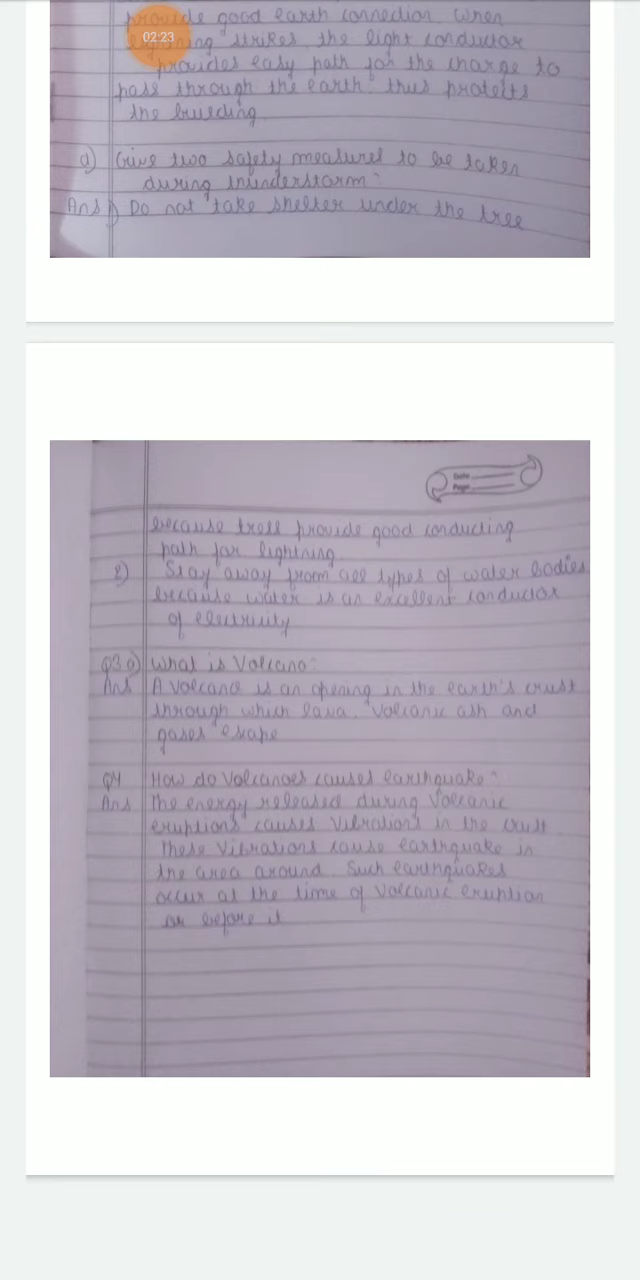 provide good earth connection when
02:23
strikes the light conductor
provides easy path for the charge to
pass through the earth thus protects
the building
a) Give two safety measures to be taken
during thunderstorm?
Ans 1) Do not take shelter under the tree
Date
Page
because trees provide good conducting
path for lightning
2) Stay away from all types of water bodies
because water is an excellent conductor
of electricity
Q3 a) What is Volcano?
Ans A Volcano is an opening in the earth's crust
through which lava, Volcanic ash and
gases escape
Q4 How do Volcanoes causes earthquake?
Ans The energy released during Volcanic
eruptions causes Vibrations in the crust.
These Vibrations cause earthquake in
the area around. Such earthquakes
occur at the time of Volcanic eruption
or before it